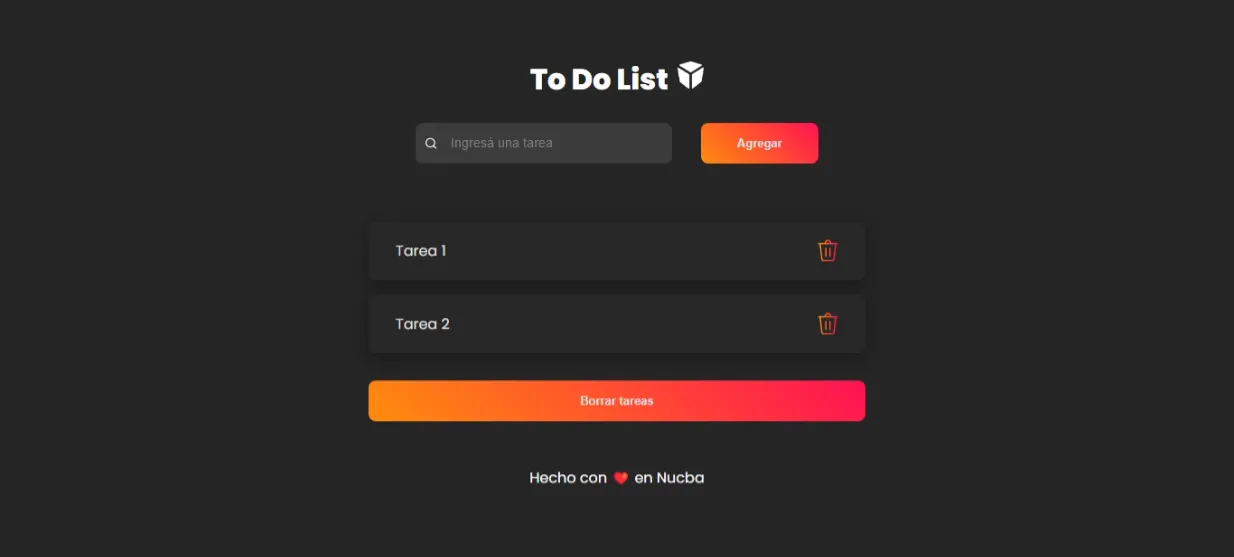 To Do List
Ingresá una tarea
Agregar
Tarea 1
Tarea 2
Borrar tareas
Hecho con ❤️ en Nucba